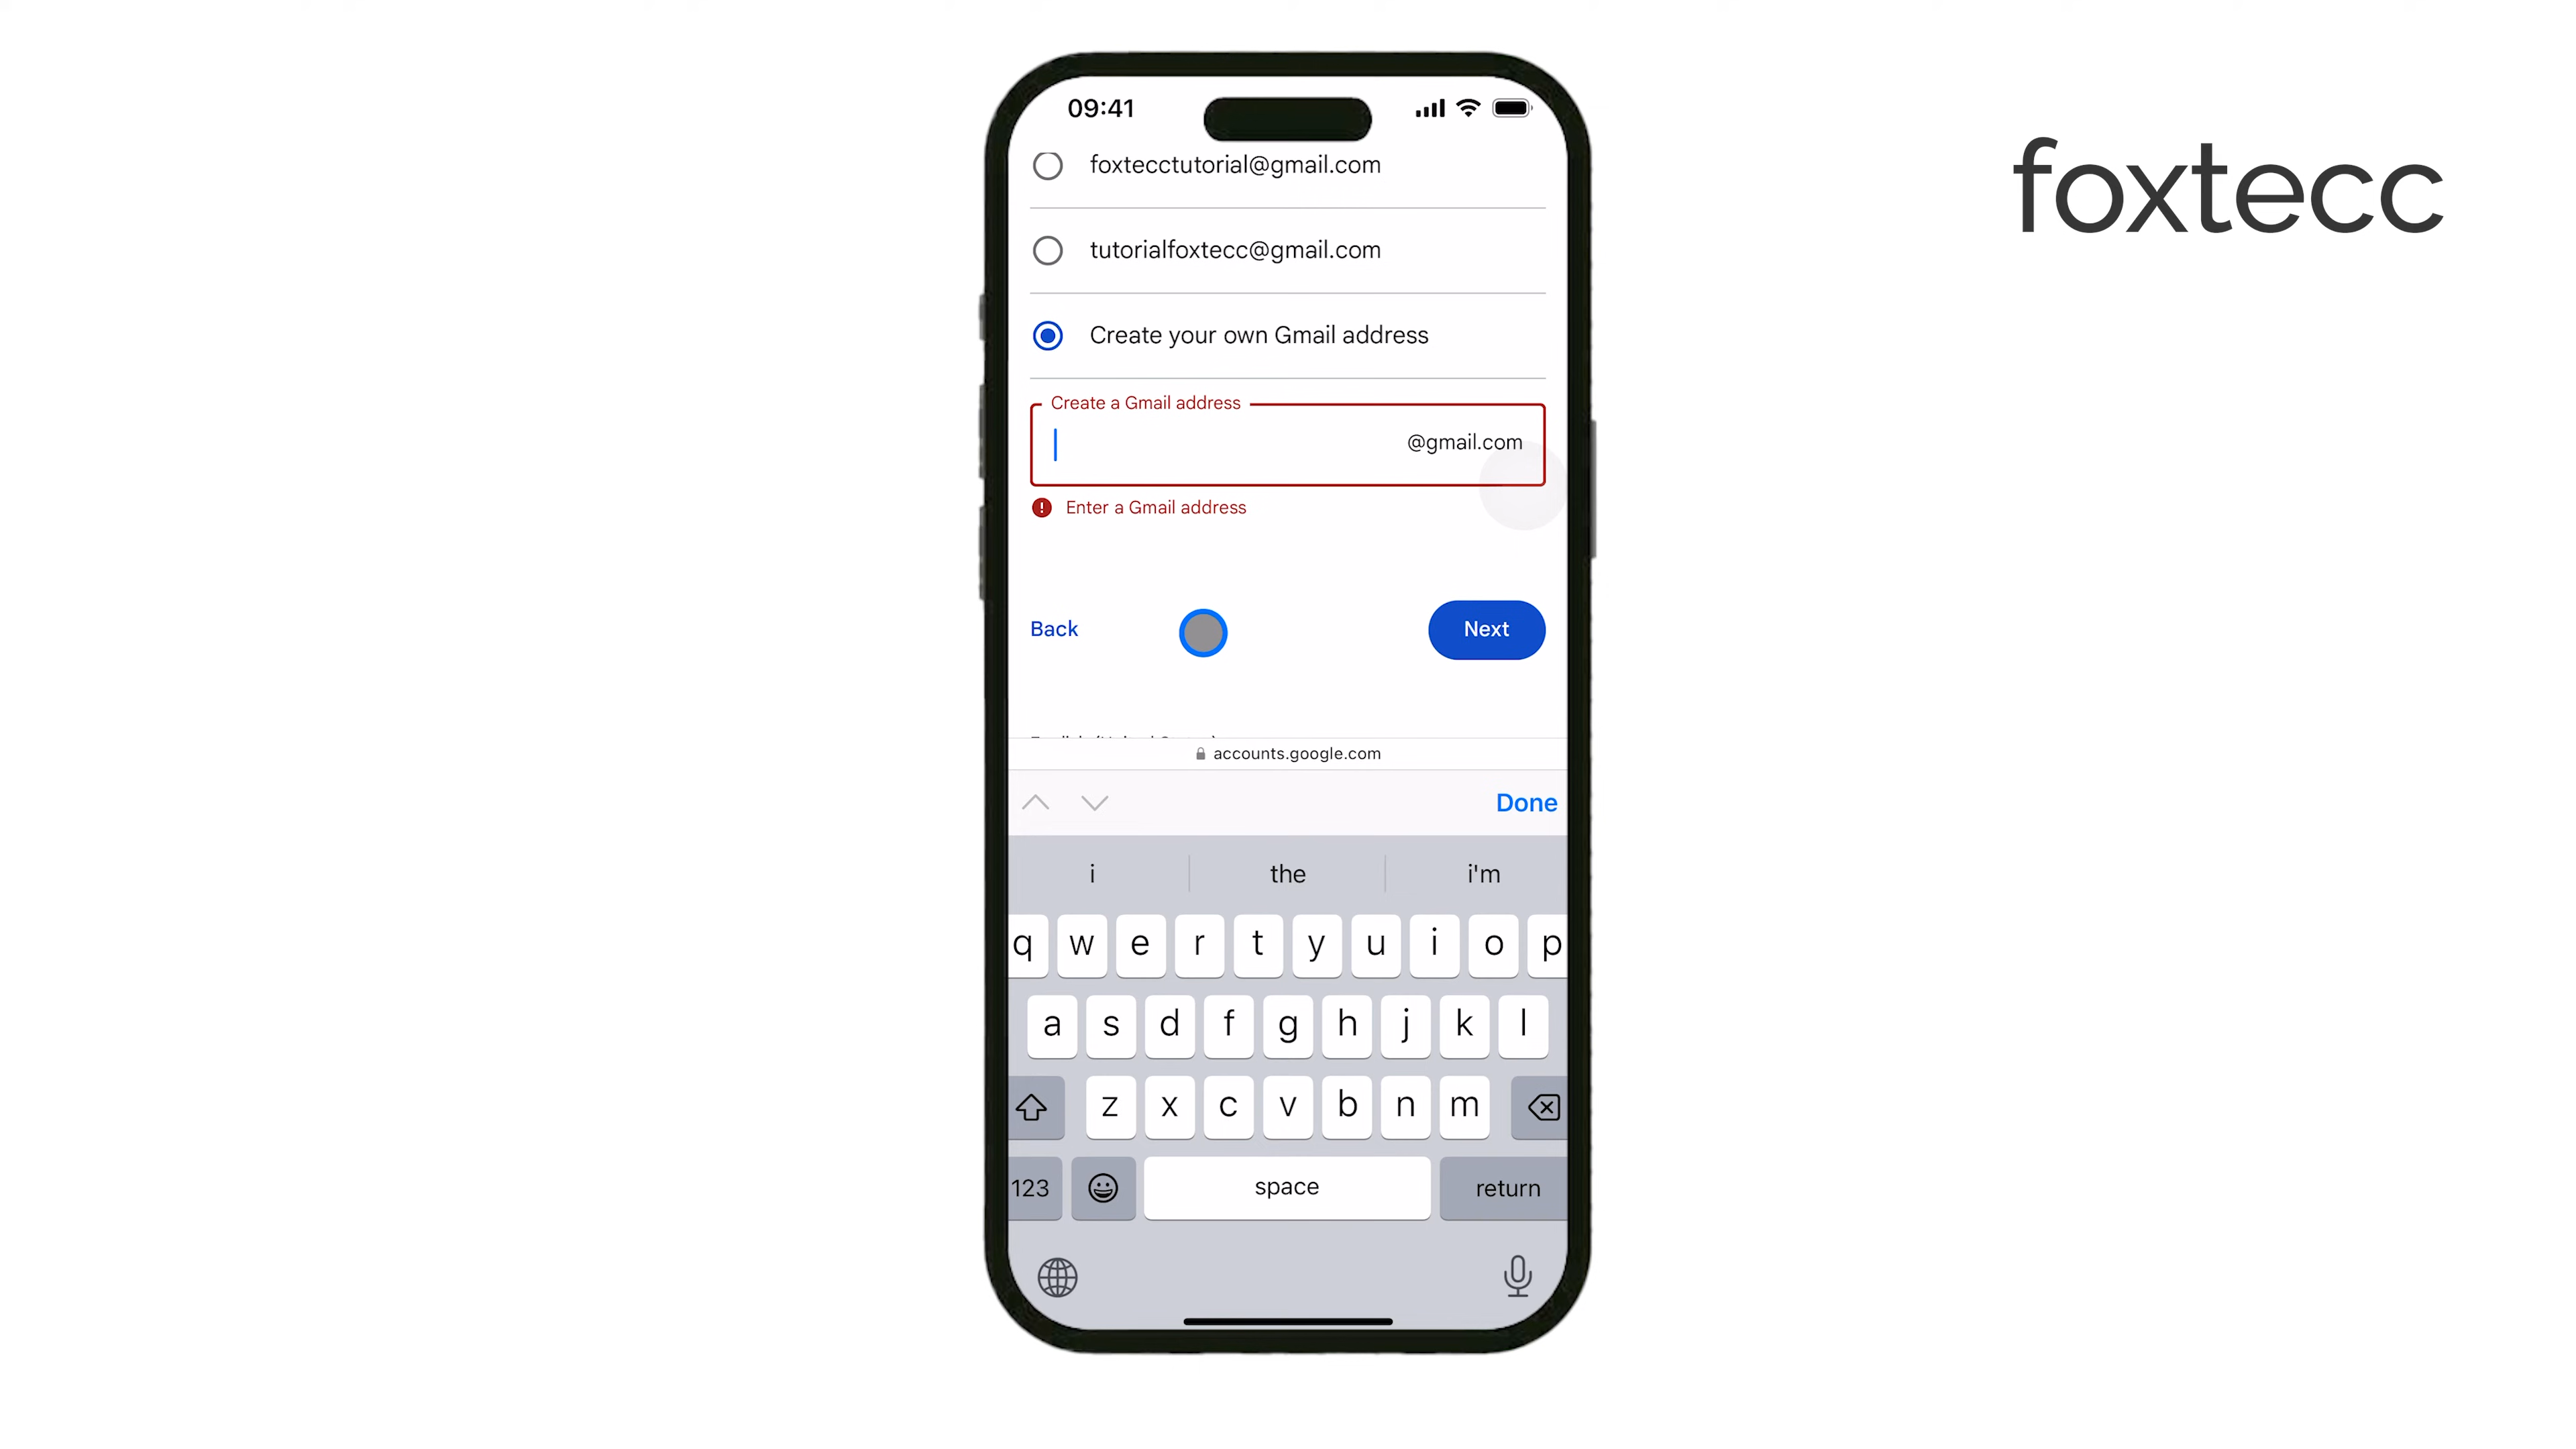 foxtecc
09:41
foxtecctutorial@gmail.com
tutorialfoxtecc@gmail.com
Create your own Gmail address
Create a Gmail address
@gmail.com
Enter a Gmail address
Back
Next
accounts.google.com
Done
i the i'm
q w e r t y u i o p
a s d f g h j k l
z x c v b n m
123 space return